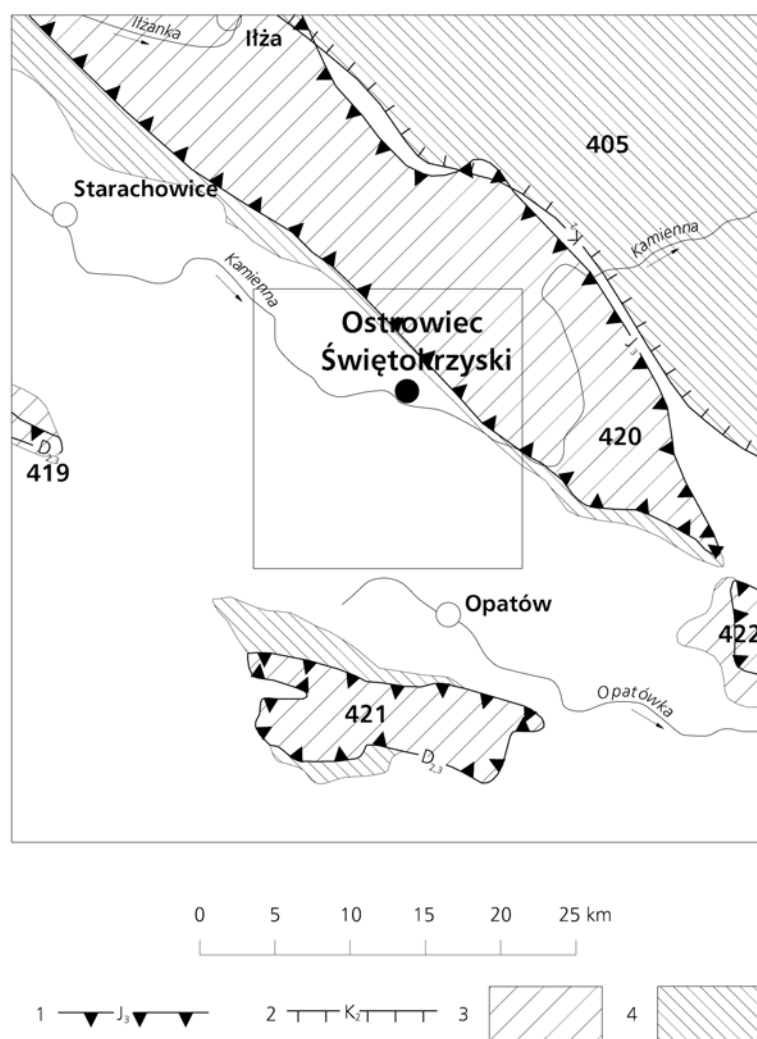 Iłżanka
Iłża
405
Starachowice
K₂
Kamienna
Kamienna
Ostrowiec
Świętokrzyski
J₃
420
D₂,₃
419
Opatów
422
421
Opatówka
D₂,₃
0 5 10 15 20 25 km
1 J₃ 2 K₂ 3 4